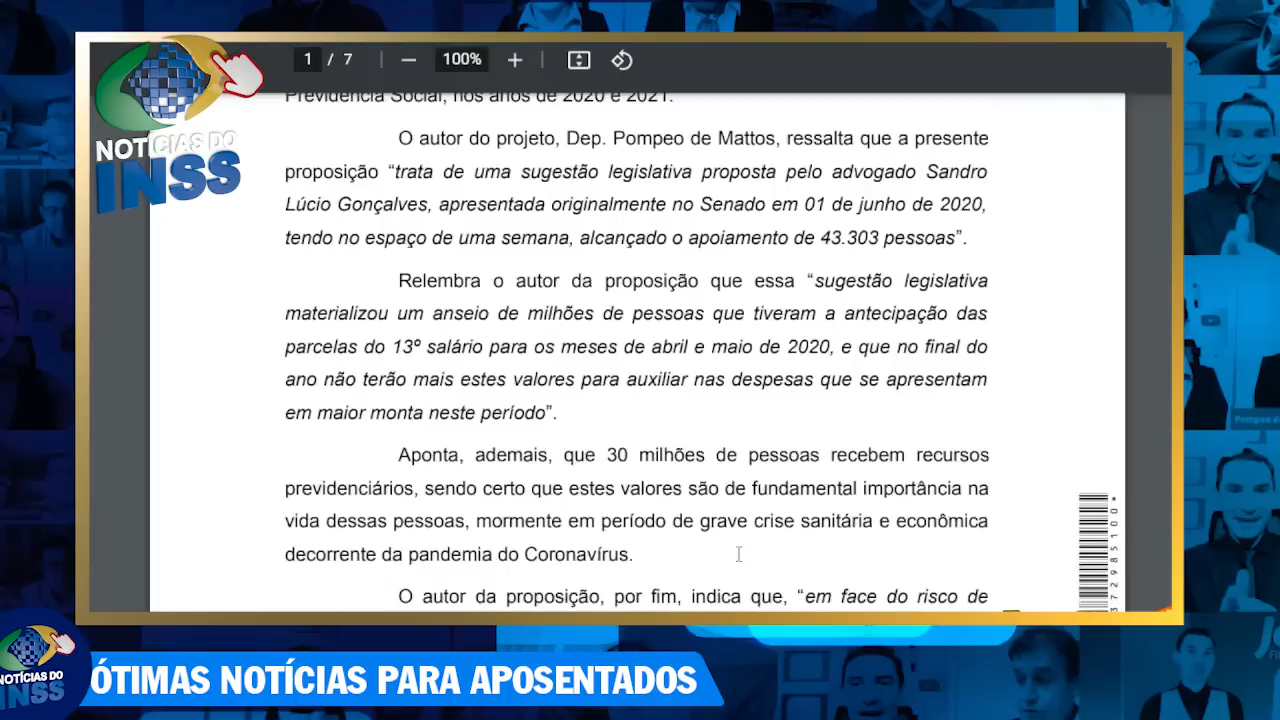 1 / 7 — 100% +
Previdência Social, nos anos de 2020 e 2021.
O autor do projeto, Dep. Pompeo de Mattos, ressalta que a presente
proposição “trata de uma sugestão legislativa proposta pelo advogado Sandro
Lúcio Gonçalves, apresentada originalmente no Senado em 01 de junho de 2020,
tendo no espaço de uma semana, alcançado o apoiamento de 43.303 pessoas”.
Relembra o autor da proposição que essa “sugestão legislativa
materializou um anseio de milhões de pessoas que tiveram a antecipação das
parcelas do 13º salário para os meses de abril e maio de 2020, e que no final do
ano não terão mais estes valores para auxiliar nas despesas que se apresentam
em maior monta neste período”.
Aponta, ademais, que 30 milhões de pessoas recebem recursos
previdenciários, sendo certo que estes valores são de fundamental importância na
vida dessas pessoas, mormente em período de grave crise sanitária e econômica
decorrente da pandemia do Coronavírus.
O autor da proposição, por fim, indica que, “em face do risco de
NOTÍCIAS DO
INSS
372985100*
NOTÍCIAS DO
INSS
ÓTIMAS NOTÍCIAS PARA APOSENTADOS